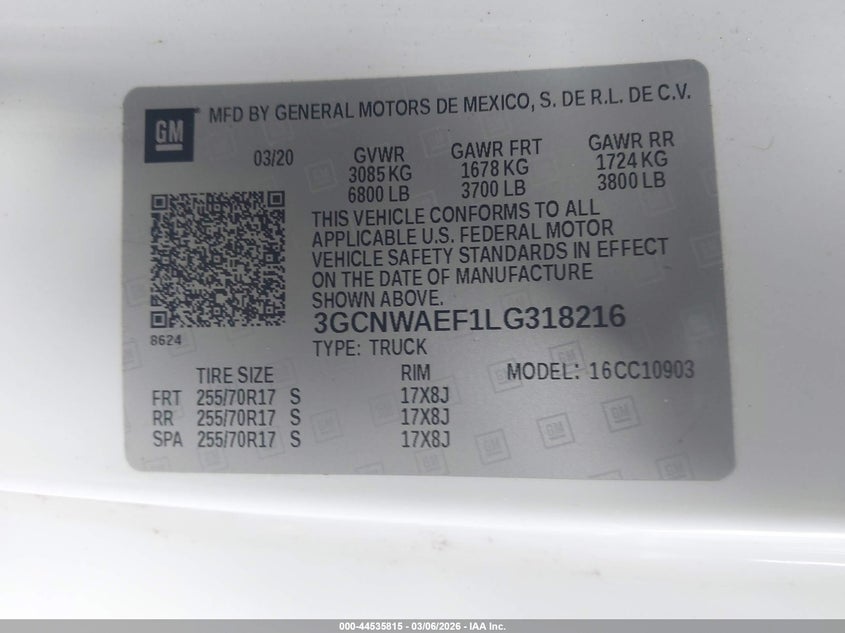 GM
MFD BY GENERAL MOTORS DE MEXICO, S. DE R.L. DE C.V.
03/20 GVWR GAWR FRT GAWR RR
3085 KG 1678 KG 1724 KG
6800 LB 3700 LB 3800 LB
THIS VEHICLE CONFORMS TO ALL
APPLICABLE U.S. FEDERAL MOTOR
VEHICLE SAFETY STANDARDS IN EFFECT
ON THE DATE OF MANUFACTURE
SHOWN ABOVE.
3GCNWAEF1LG318216
8624
TYPE: TRUCK
TIRE SIZE RIM MODEL: 16CC10903
FRT 255/70R17 S 17X8J
RR 255/70R17 S 17X8J
SPA 255/70R17 S 17X8J
000-44535815 - 03/06/2026 - IAA Inc.